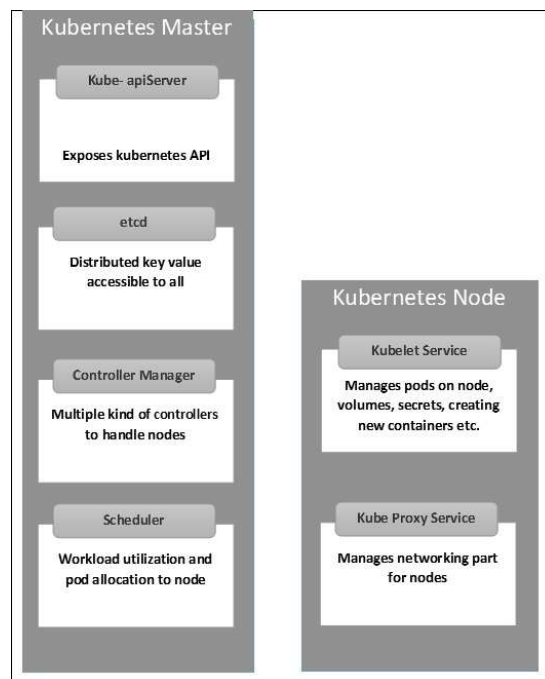 Kubernetes Master
Kube- apiServer
Exposes kubernetes API
etcd
Distributed key value
accessible to all
Controller Manager
Multiple kind of controllers
to handle nodes
Scheduler
Workload utilization and
pod allocation to node
Kubernetes Node
Kubelet Service
Manages pods on node,
volumes, secrets, creating
new containers etc.
Kube Proxy Service
Manages networking part
for nodes